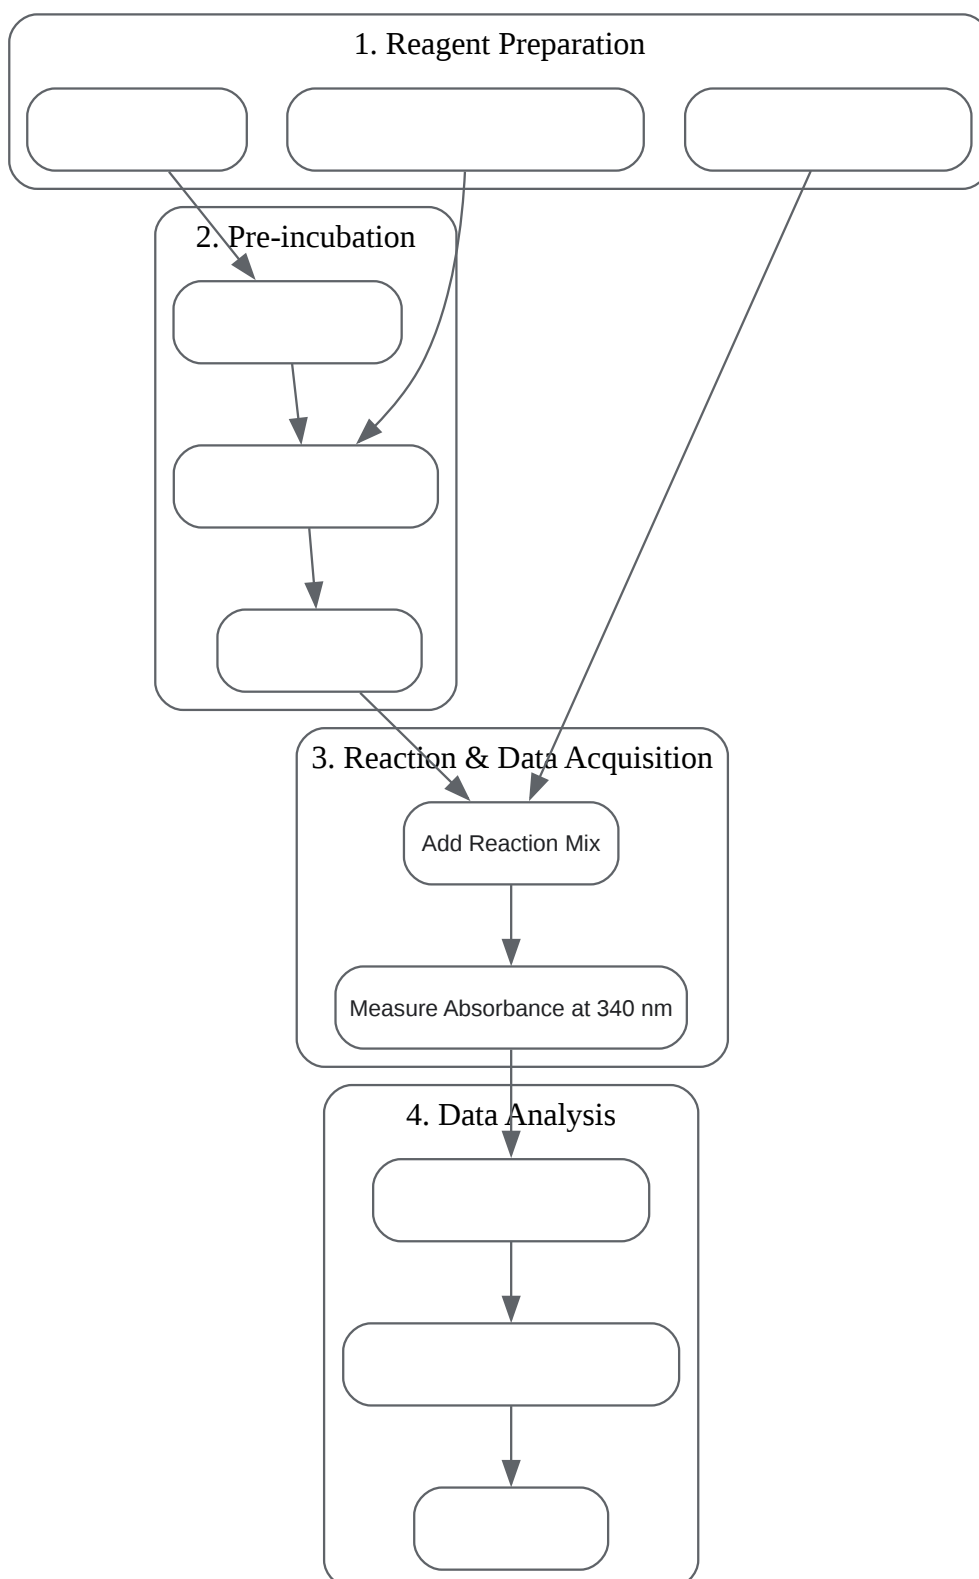 1. Reagent Preparation
2. Pre-incubation
3. Reaction & Data Acquisition
Add Reaction Mix
Measure Absorbance at 340 nm
4. Data Analysis